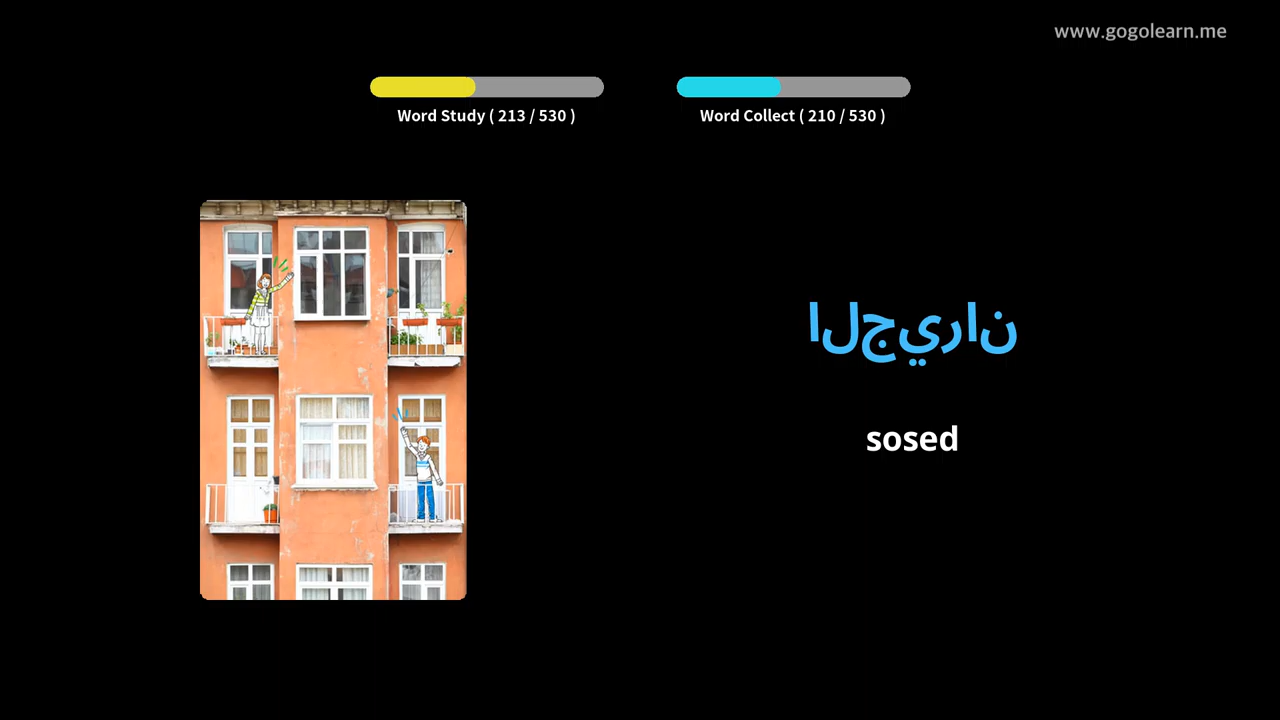 www.gogolearn.me
Word Study ( 213 / 530 )
Word Collect ( 210 / 530 )
الجيران
sosed